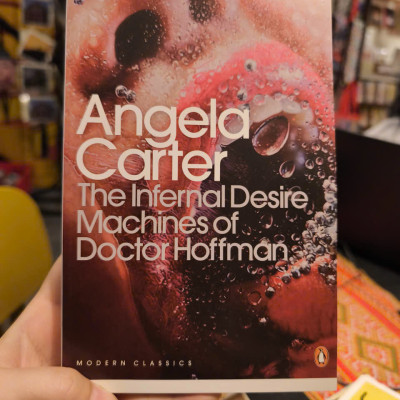 Angela
Carter
The Infernal Desire
Machines of
Doctor Hoffman
MODERN CLASSICS